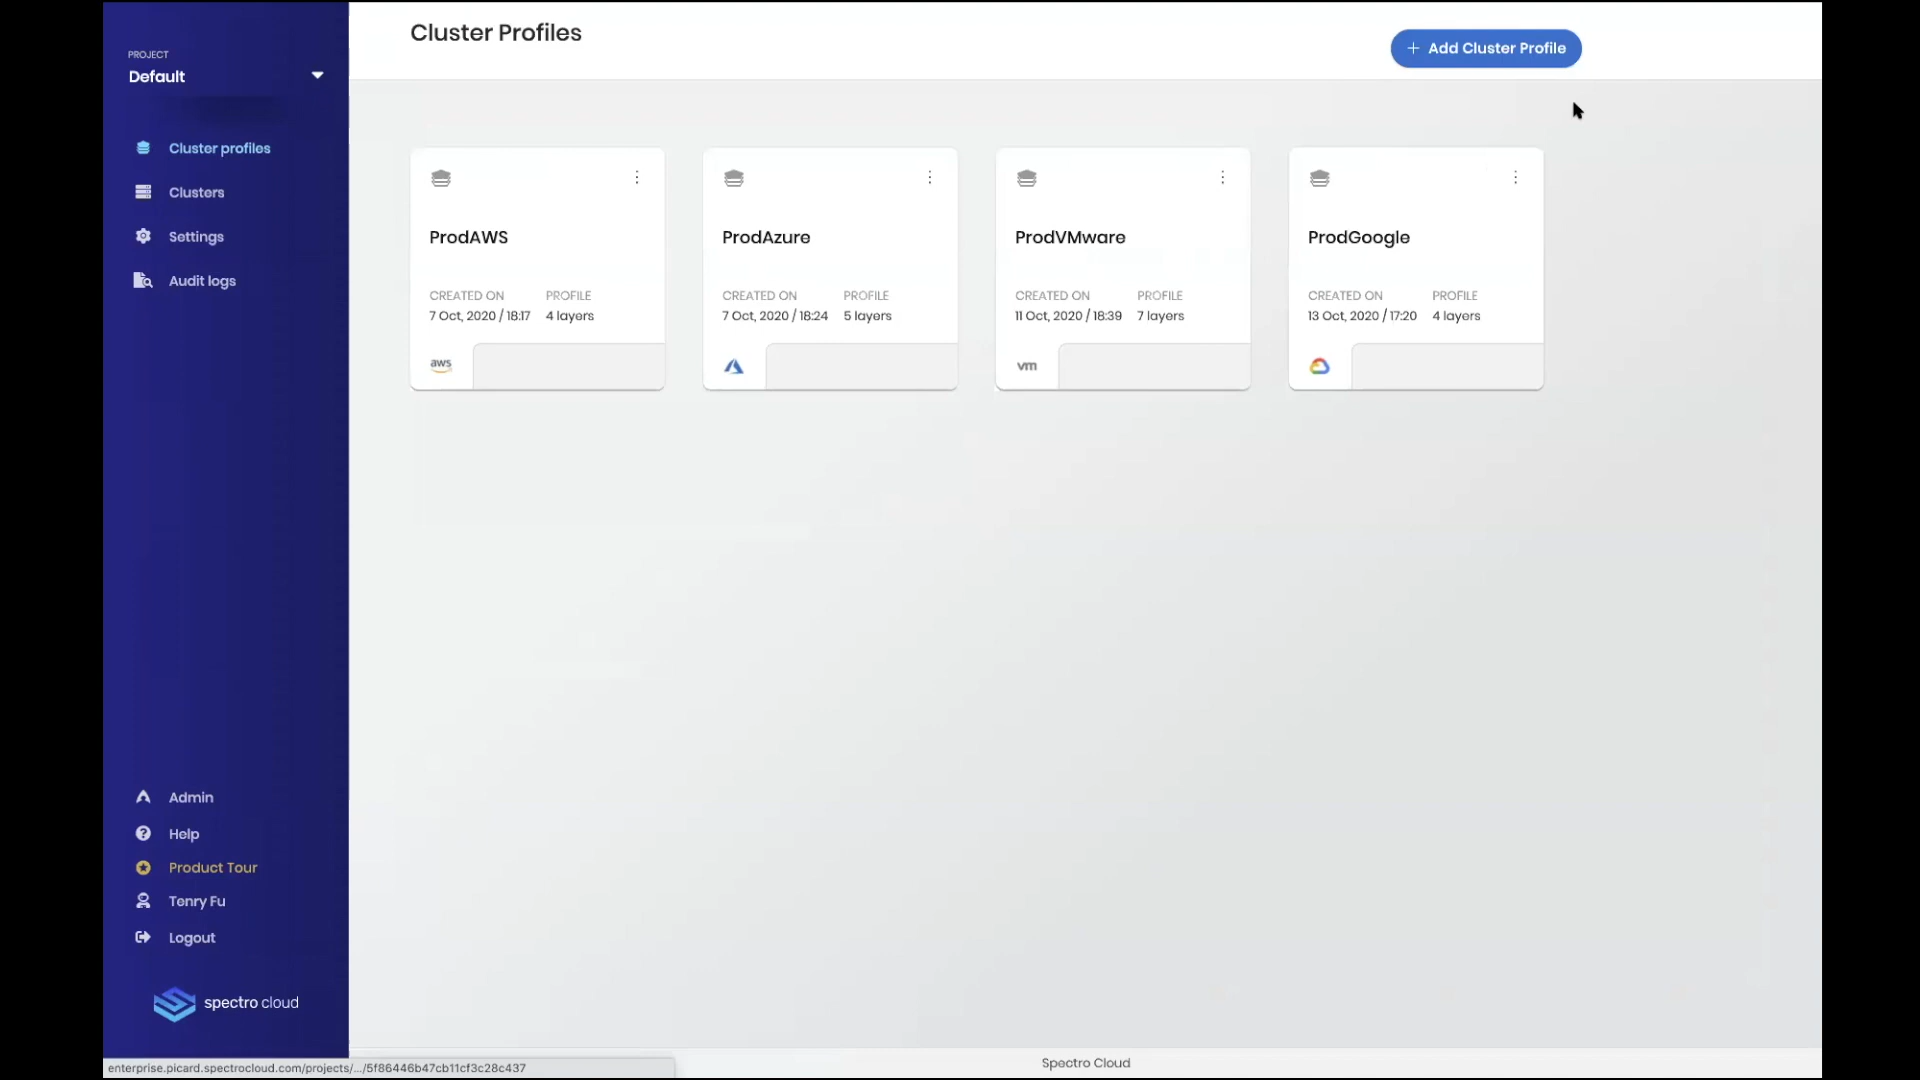 PROJECT
Default
Cluster profiles
Clusters
Settings
Audit logs
Admin
Help
Product Tour
Tenry Fu
Logout
spectro cloud
enterprise.picard.spectrocloud.com/projects/.../5f86446b47cb11cf3c28c437
Cluster Profiles
+ Add Cluster Profile
ProdAWS
CREATED ON PROFILE
7 Oct, 2020 / 18:17 4 layers
aws
ProdAzure
CREATED ON PROFILE
7 Oct, 2020 / 18:24 5 layers
ProdVMware
CREATED ON PROFILE
11 Oct, 2020 / 18:39 7 layers
vm
ProdGoogle
CREATED ON PROFILE
13 Oct, 2020 / 17:20 4 layers
Spectro Cloud